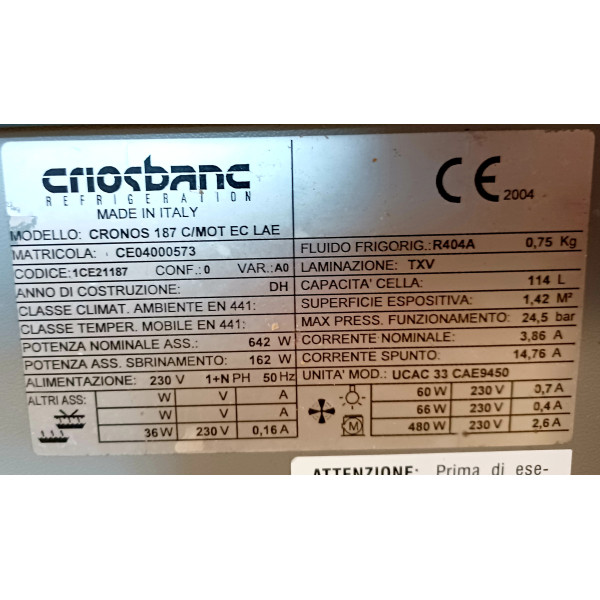 criosbanc
REFRIGERATION
MADE IN ITALY
CE 2004
MODELLO: CRONOS 187 C/MOT EC LAE
MATRICOLA: CE04000573
CODICE:1CE21187 CONF.:0 VAR.:A0
ANNO DI COSTRUZIONE: DH
CLASSE CLIMAT. AMBIENTE EN 441:
CLASSE TEMPER. MOBILE EN 441:
POTENZA NOMINALE ASS.: 642 W
POTENZA ASS. SBRINAMENTO: 162 W
ALIMENTAZIONE: 230 V 1+N PH 50 Hz
ALTRI ASS: W V A
W V A
36 W 230 V 0,16 A
FLUIDO FRIGORIG.:R404A 0,75 Kg
LAMINAZIONE: TXV
CAPACITA' CELLA: 114 L
SUPERFICIE ESPOSITIVA: 1,42 M²
MAX PRESS. FUNZIONAMENTO: 24,5 bar
CORRENTE NOMINALE: 3,86 A
CORRENTE SPUNTO: 14,76 A
UNITA' MOD.: UCAC 33 CAE9450
60 W 230 V 0,7 A
66 W 230 V 0,4 A
M 480 W 230 V 2,6 A
ATTENZIONE: Prima di ese-